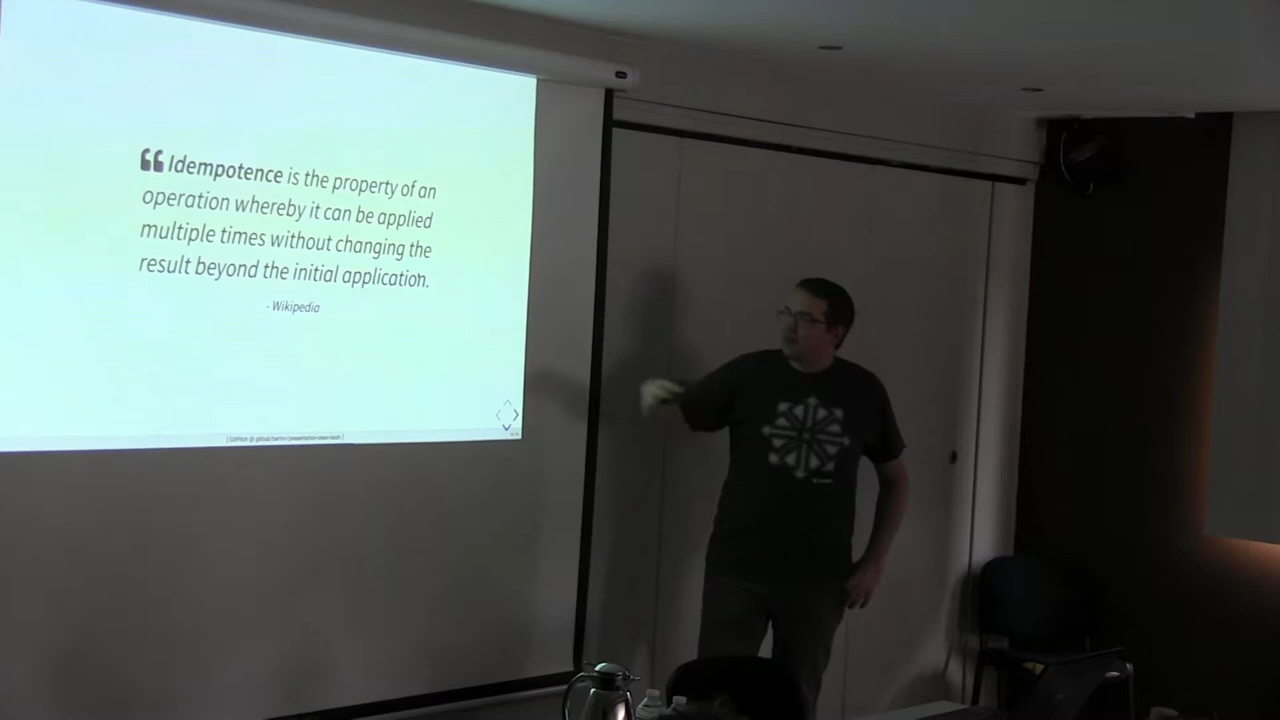 ❝ Idempotence is the property of an
operation whereby it can be applied
multiple times without changing the
result beyond the initial application.
- Wikipedia